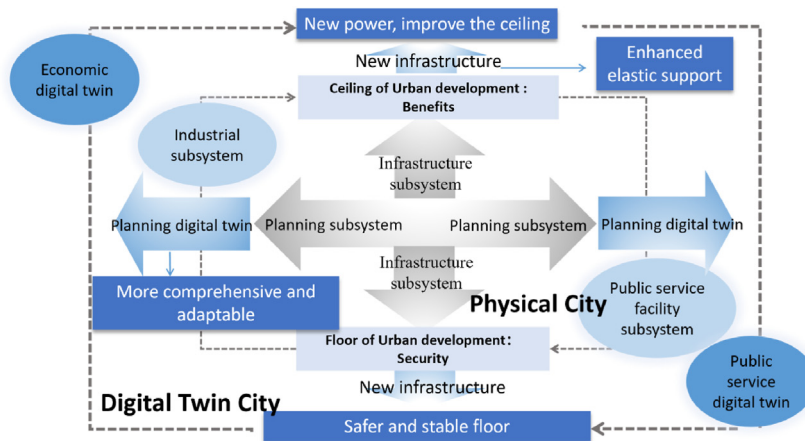 New power, improve the ceiling
Economic
digital twin
New infrastructure
Enhanced
elastic support
Ceiling of Urban development :
Benefits
Industrial
subsystem
Infrastructure
subsystem
Planning digital twin
Planning subsystem
Planning subsystem
Planning digital twin
Infrastructure
subsystem
More comprehensive and
adaptable
Physical City
Public service
facility
subsystem
Floor of Urban development:
Security
New infrastructure
Public
service
digital twin
Digital Twin City
Safer and stable floor